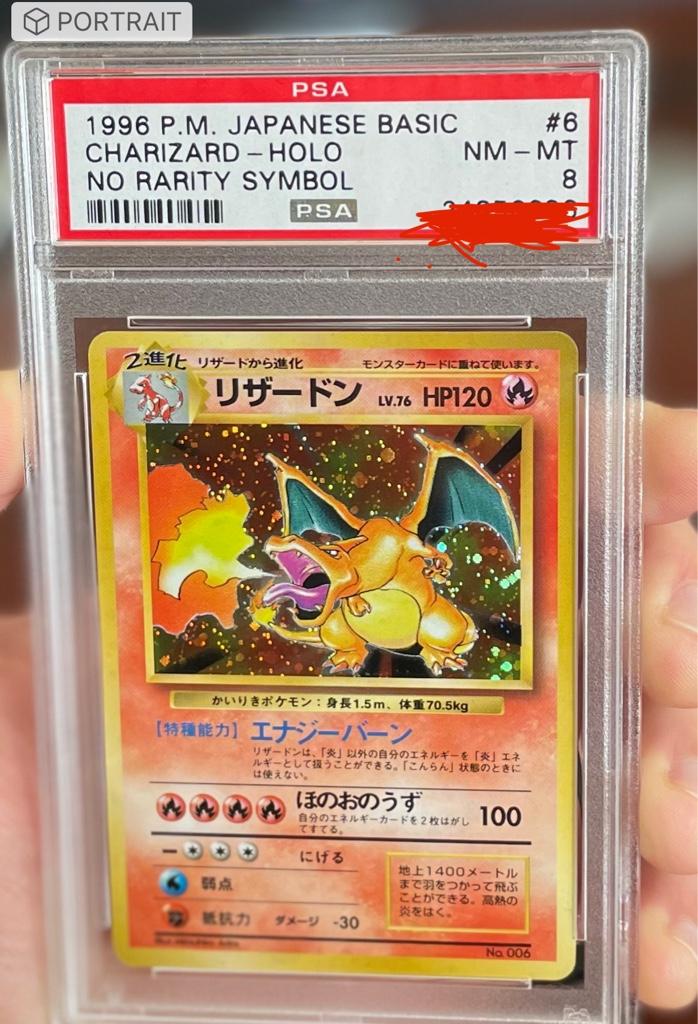 PORTRAIT
PSA
1996 P.M. JAPANESE BASIC #6
CHARIZARD-HOLO NM-MT
NO RARITY SYMBOL 8
PSA
2進化 リザードから進化 モンスターカードに重ねて使います。
リザードン LV.76 HP120
かいりきポケモン：身長1.5m、体重70.5kg
【特殊能力】エナジーバーン
リザードンは、「炎」以外の自分のエネルギーを「炎」エネ
ルギーとして扱うことができる。「こんらん」状態のときに
は使えない。
ほのおのうず 100
自分のエネルギーカードを2枚はがし
てすてる。
ー にげる
弱点
抵抗力 ダメージ -30
地上1400メートル
まで羽をつかって飛ぶ
ことができる。高熱の
炎をはく。
No. 006